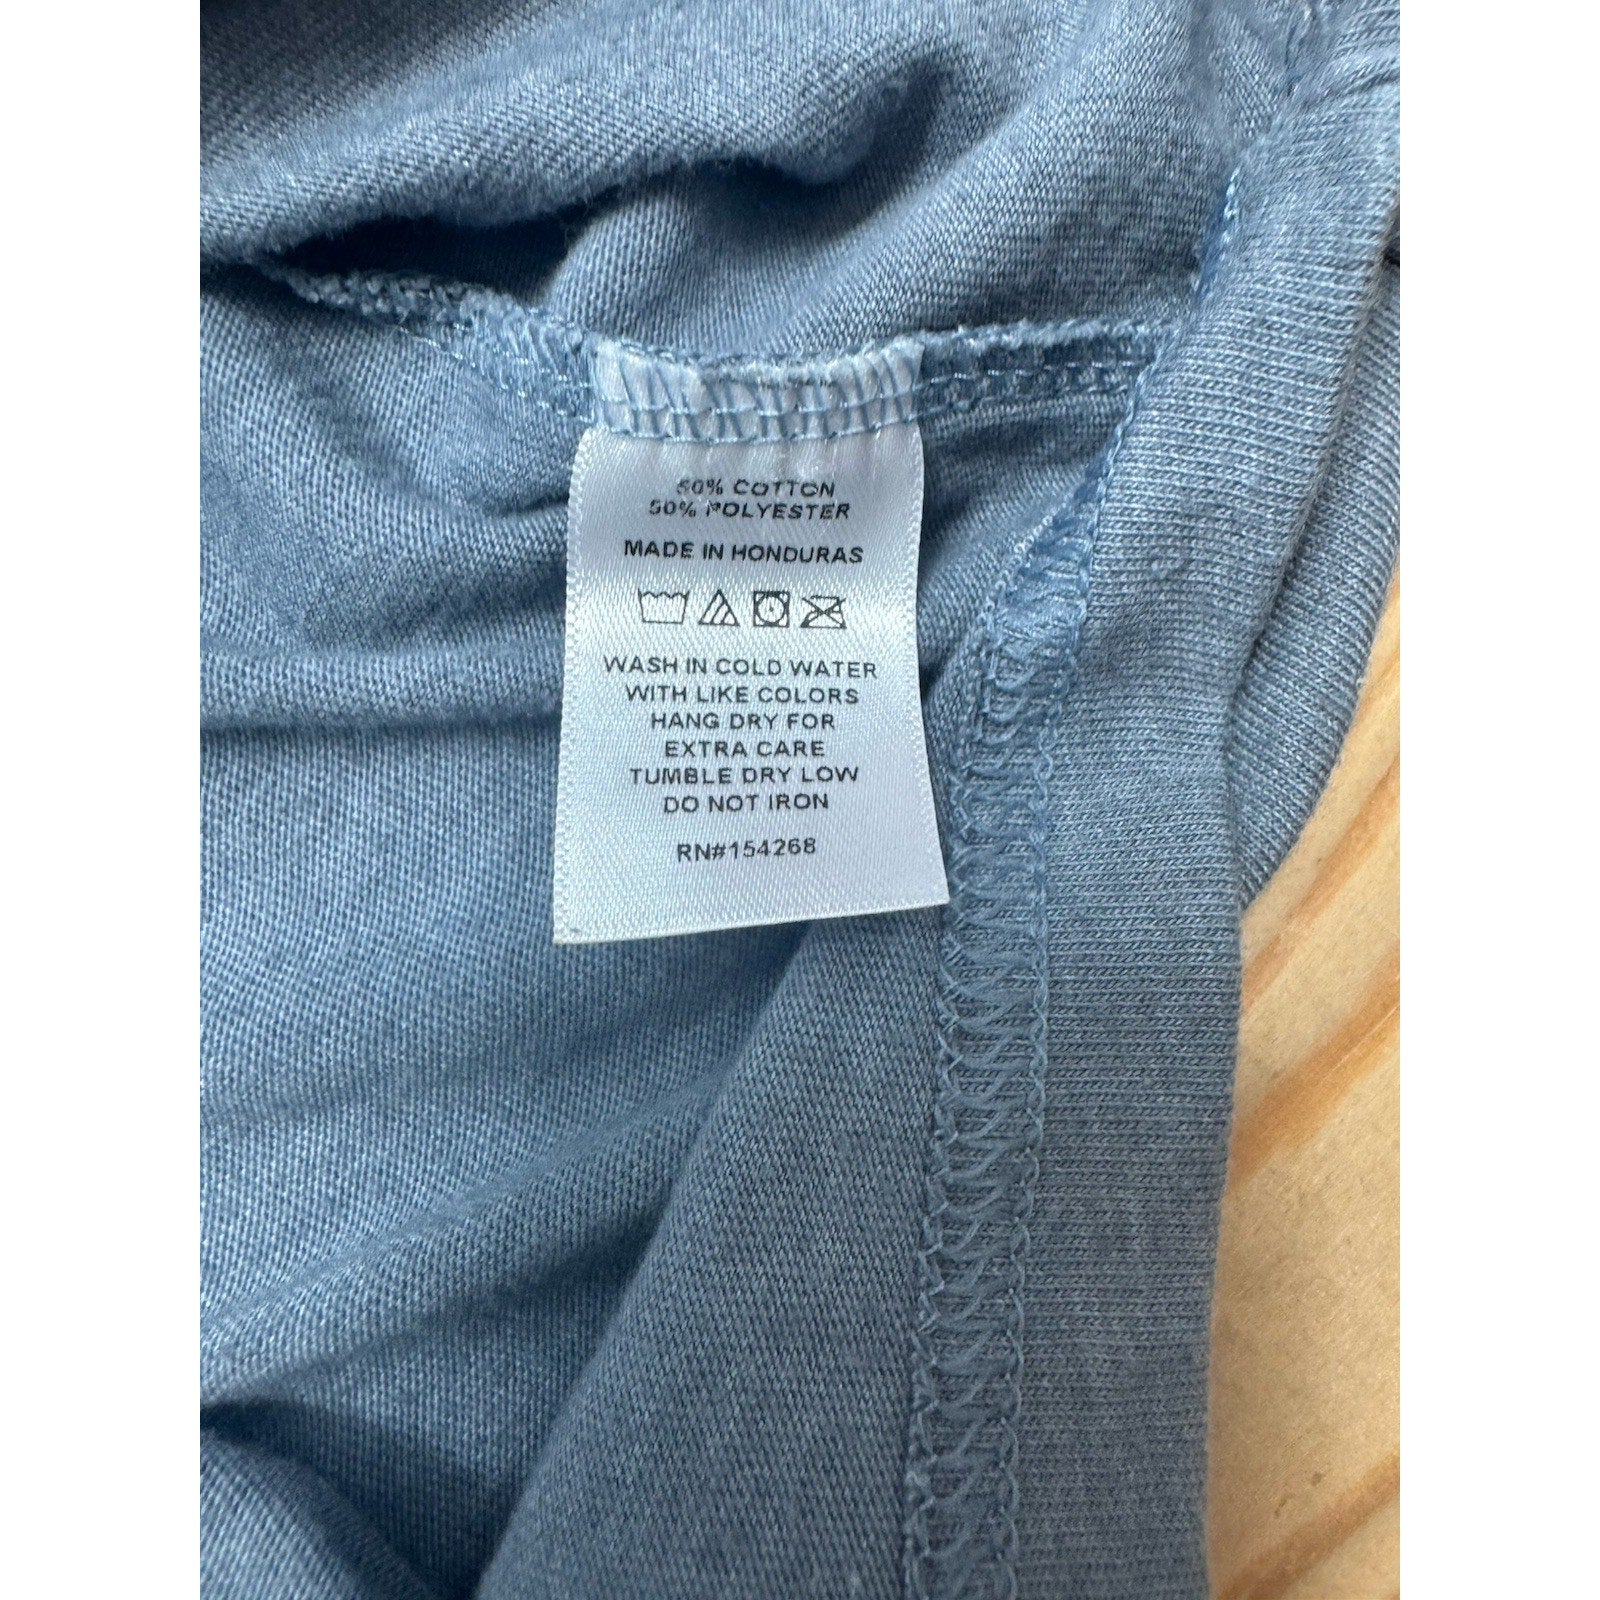 50% COTTON
50% POLYESTER
MADE IN HONDURAS
WASH IN COLD WATER
WITH LIKE COLORS
HANG DRY FOR
EXTRA CARE
TUMBLE DRY LOW
DO NOT IRON
RN#154268